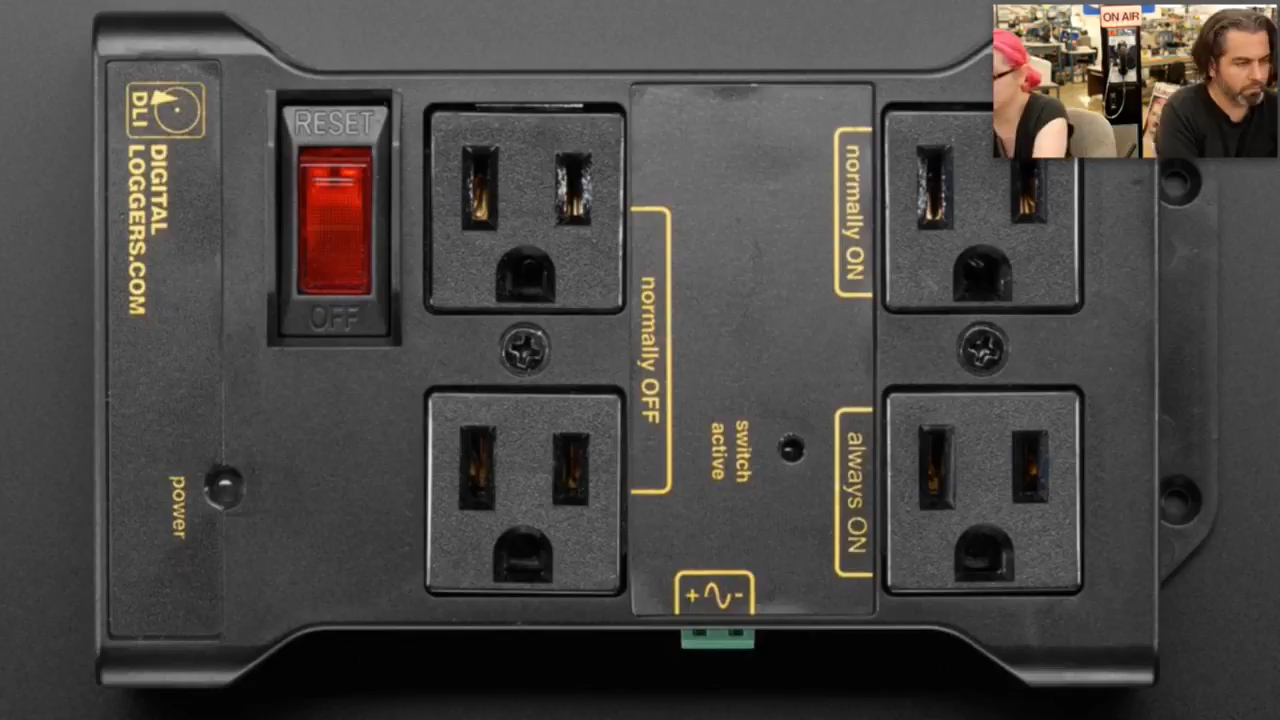 DLI
DIGITAL
LOGGERS.COM
RESET
OFF
power
normally OFF
switch
active
normally ON
always ON
+ -
ON AIR